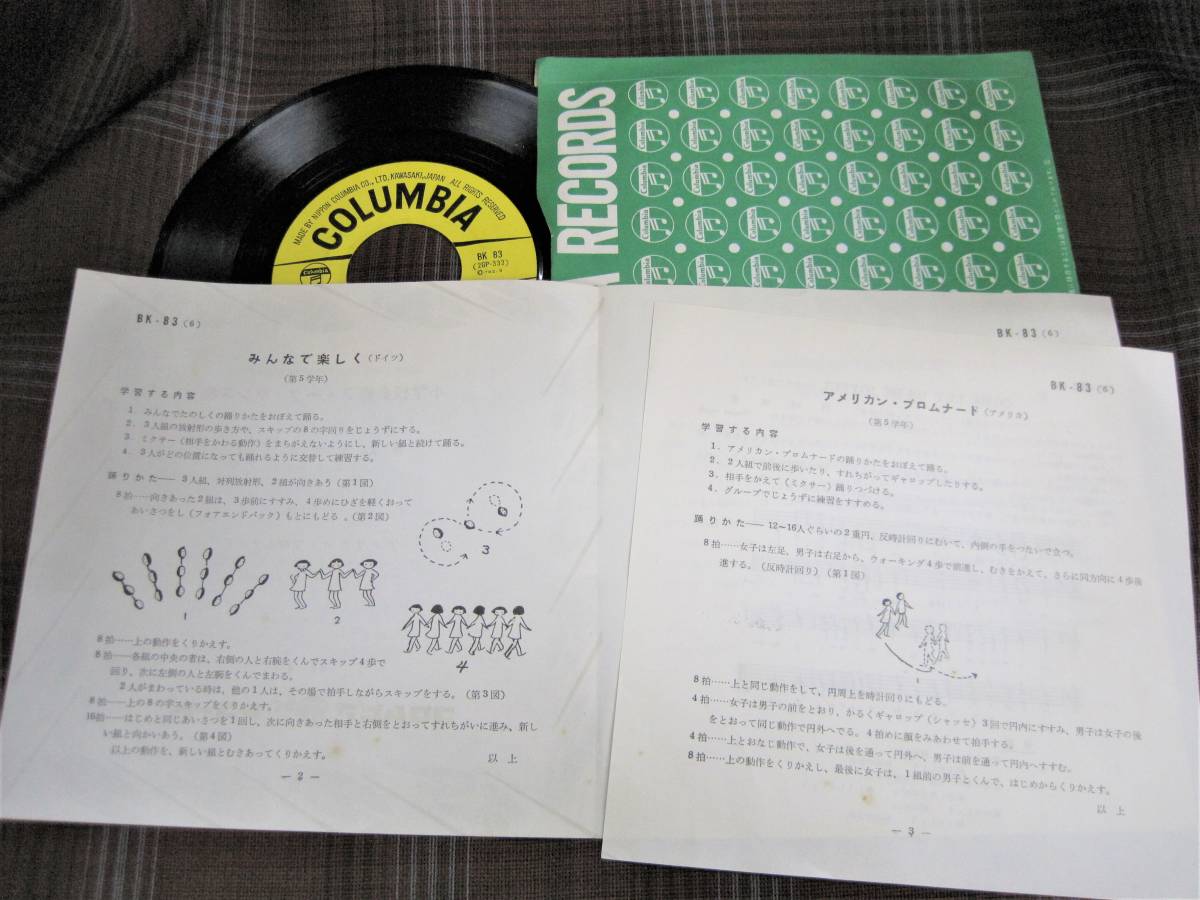 MADE BY NIPPON COLUMBIA CO., LTD. KAWASAKI, JAPAN ALL RIGHTS RESERVED
COLUMBIA
Columbia
BK 83
(2GP-337)
RECORDS
BK-83(6)
みんなで楽しく(ドイツ)
(第5学年)
学習する内容
1. みんなでたのしくの踊りかたをおぼえて踊る。
2. 3人組の放射形の歩き方や、スキップの8の字回りをじょうずにする。
3. ミクサー(相手をかわる動作)をまちがえないようにし、新しい組と続けて踊る。
4. 3人がどの位置になっても踊れるように交替して練習する。
踊りかた——3人組、対列放射形、2組が向きあう(第1図)
8拍……向きあった2組は、3歩前にすすみ、4歩めにひざを軽くおって
あいさつをし(フォアエンドバック)もとにもどる。(第2図)
3
1
2
4
8拍……上の動作をくりかえす。
8拍……各組の中央の者は、右側の人と右腕をくんでスキップ4歩で
回り、次に左側の人と左腕をくんでまわる。
2人がまわっている時は、他の1人は、その場で拍手しながらスキップをする。(第3図)
8拍……上の8の字スキップをくりかえす。
16拍……はじめと同じあいさつを1回し、次に向きあった相手と右側をとおってすれちがいに進み、新し
い組と向かいあう。(第4図)
以上の動作を、新しい組とむきあってくりかえす。
以上
— 2 —
BK-83(6)
BK-83(6)
アメリカン・プロムナード(アメリカ)
(第5学年)
学習する内容
1. アメリカン・プロムナードの踊りかたをおぼえて踊る。
2. 2人組で前後に歩いたり、すれちがってギャロップしたりする。
3. 相手をかえて(ミクサー)踊りつづける。
4. グループでじょうずに練習をすすめる。
踊りかた——12~16人ぐらいの2重円、反時計回りにむいて、内側の手をつないで立つ。
8拍……女子は左足、男子は右足から、ウォーキング4歩で前進し、むきをかえて、さらに同方向に4歩後
進する。(反時計回り)(第1図)
1
8拍……上と同じ動作をして、円周上を時計回りにもどる。
4拍……女子は男子の前をとおり、かるくギャロップ(シャッセ)3回で円内にすすみ、男子は女子の後
をとおって同じ動作で円外へでる。4拍めに顔をみあわせて拍手する。
4拍……上とおなじ動作で、女子は後を通って円外へ、男子は前を通って円内へすすむ。
8拍……上の動作をくりかえし、最後に女子は、1組前の男子とくんで、はじめからくりかえす。
以上
— 3 —